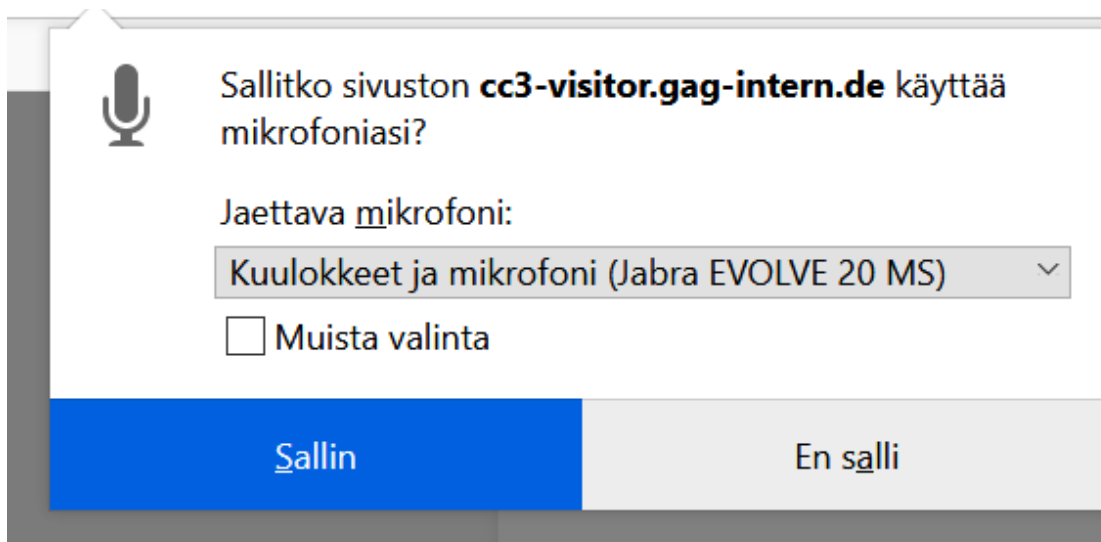 Sallitko sivuston cc3-visitor.gag-intern.de käyttää
mikrofoniasi?
Jaettava mikrofoni:
Kuulokkeet ja mikrofoni (Jabra EVOLVE 20 MS)
Muista valinta
Sallin
En salli